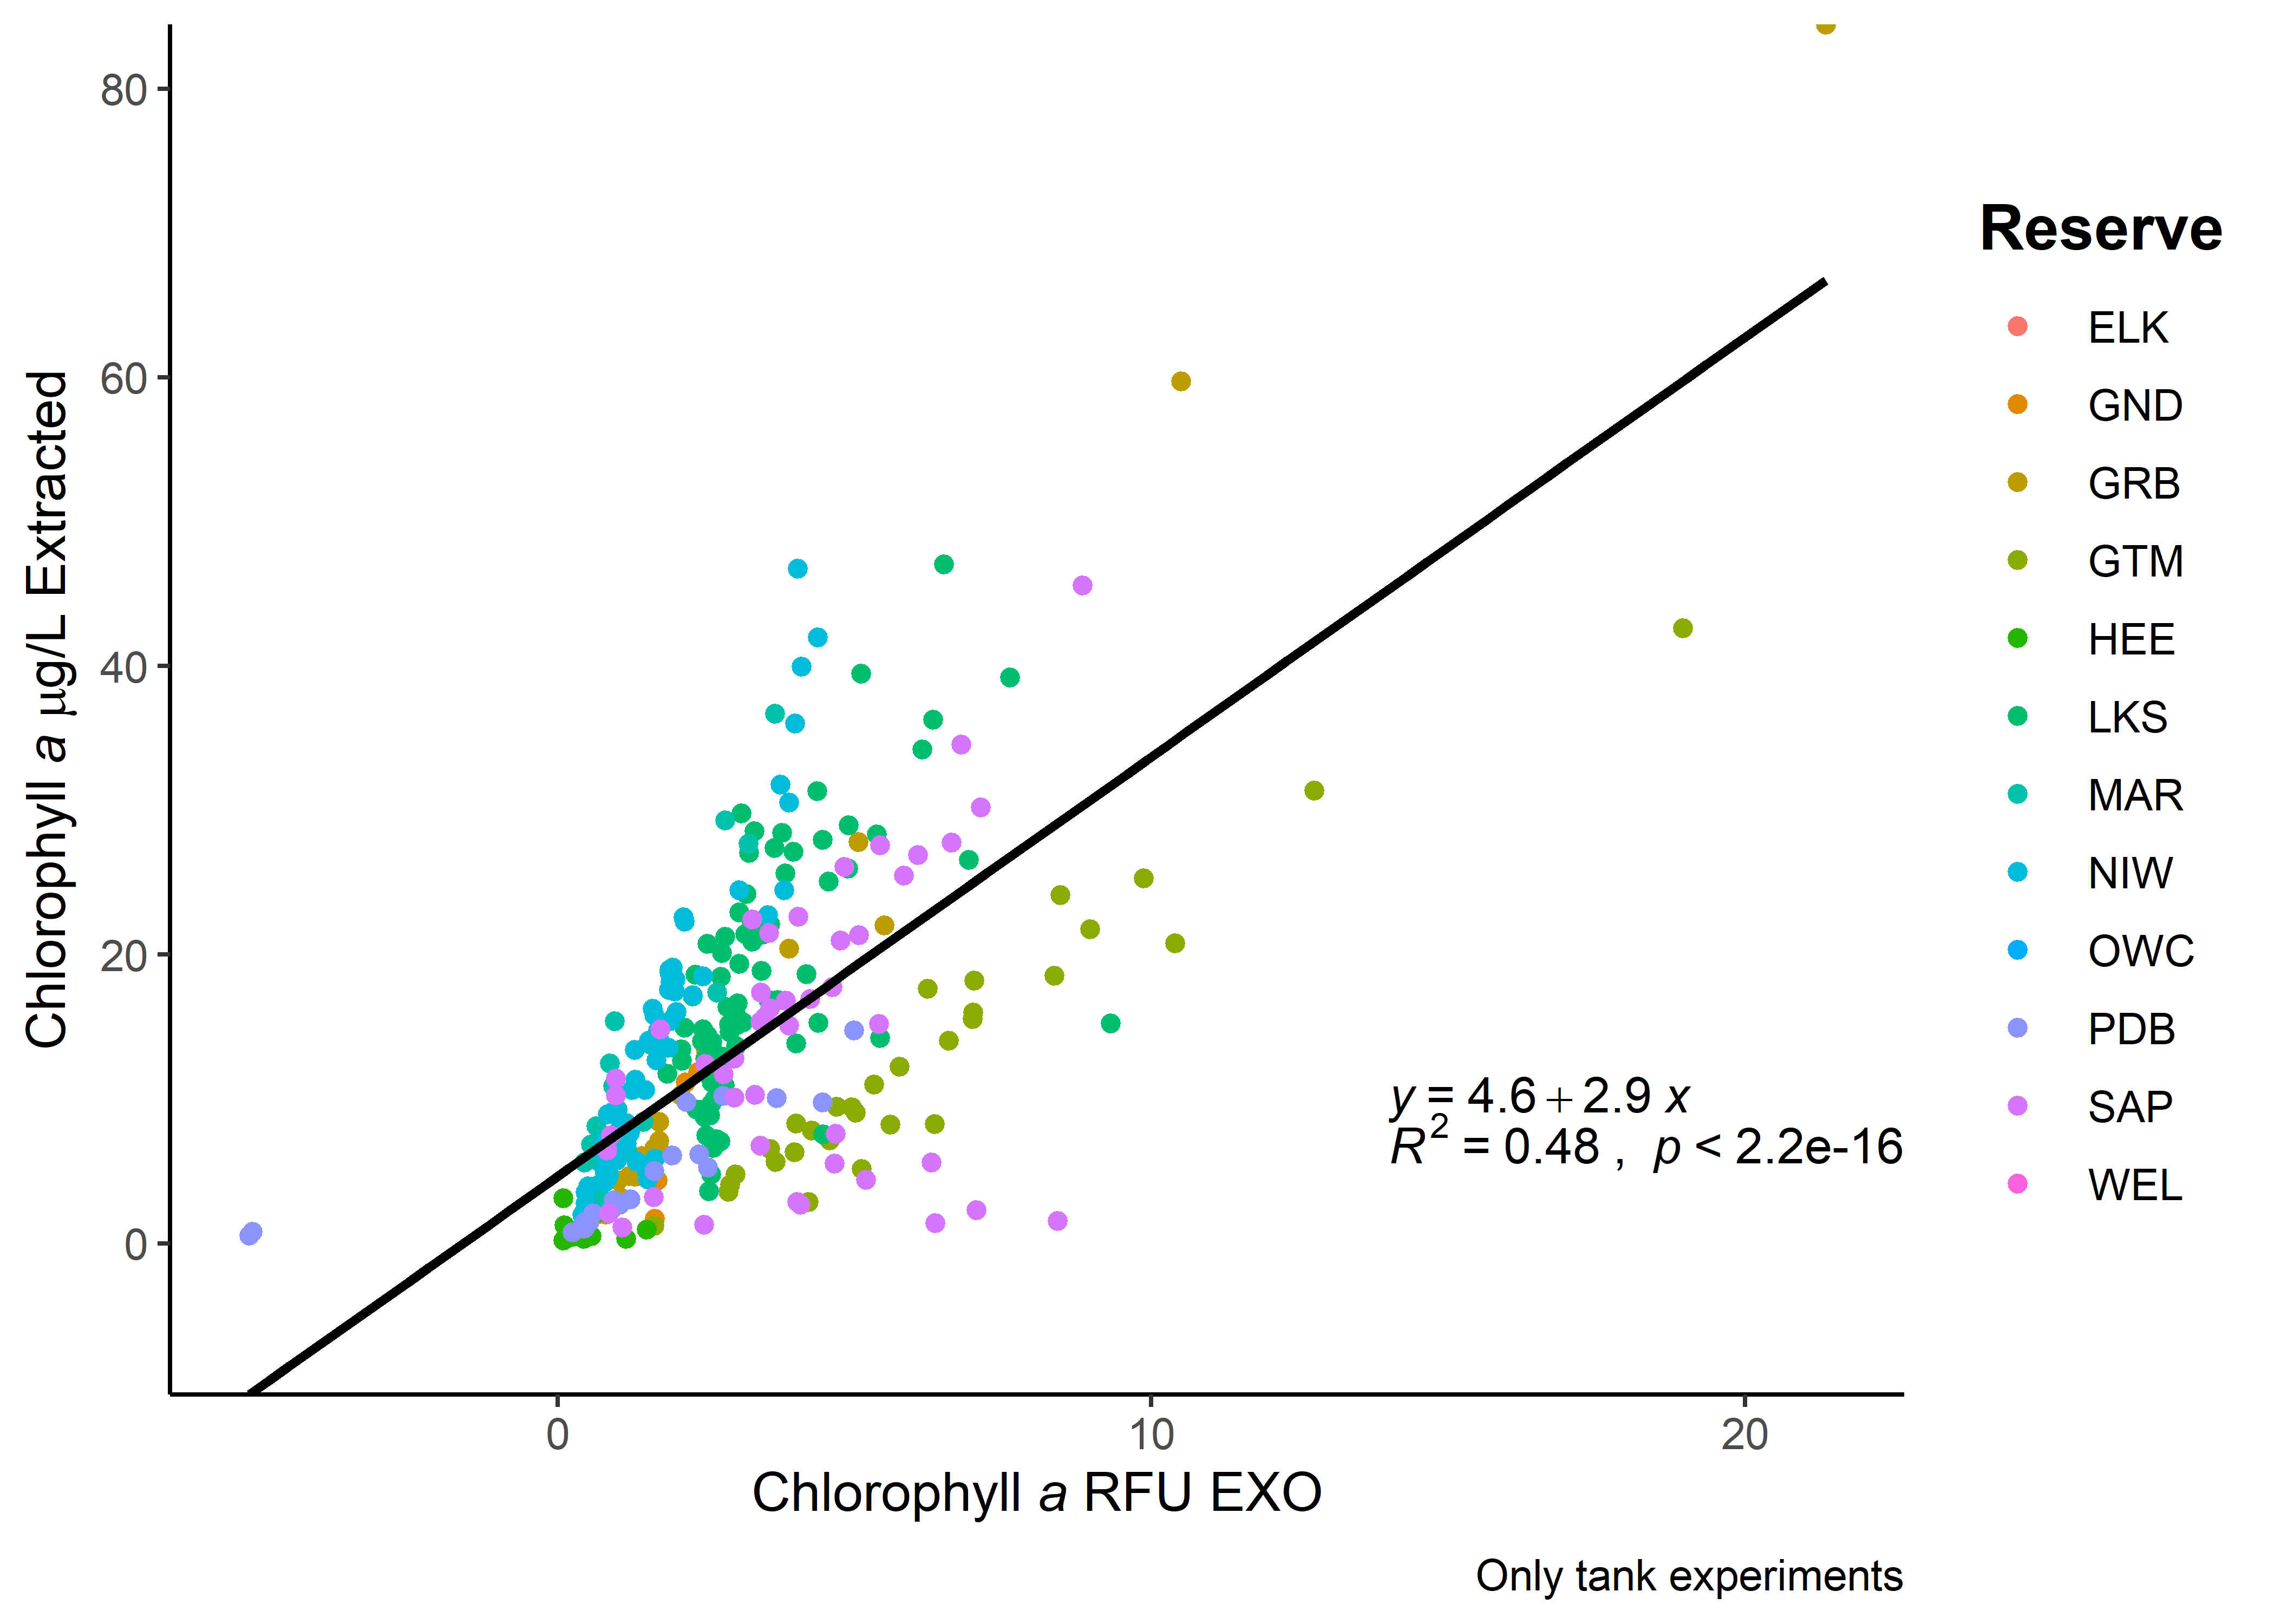 80
60
40
20
0
Chlorophyll a μg/L Extracted
0
10
20
Chlorophyll a RFU EXO
y = 4.6 + 2.9 x
R² = 0.48 , p < 2.2e-16
Reserve
ELK
GND
GRB
GTM
HEE
LKS
MAR
NIW
OWC
PDB
SAP
WEL
Only tank experiments